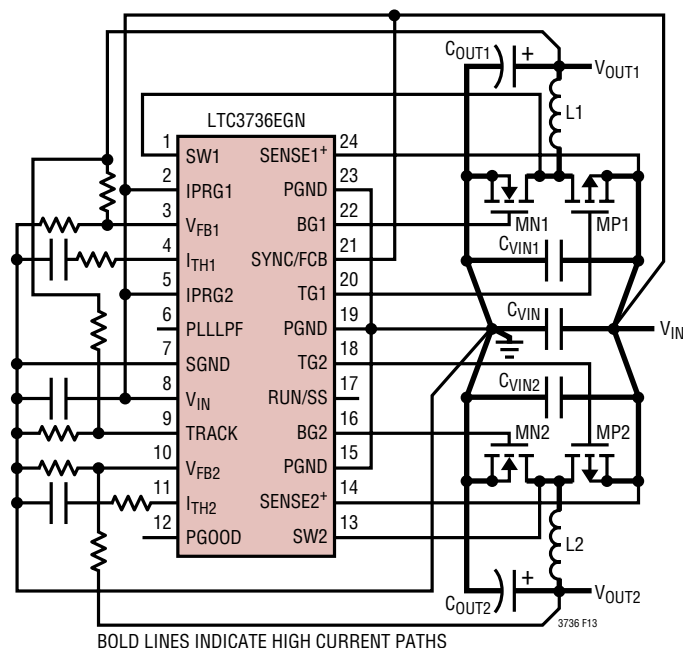 COUT1
+
VOUT1
L1
LTC3736EGN
1
SW1
SENSE1+
24
2
IPRG1
PGND
23
3
VFB1
BG1
22
4
ITH1
SYNC/FCB
21
5
IPRG2
TG1
20
6
PLLLPF
PGND
19
7
SGND
TG2
18
8
VIN
RUN/SS
17
9
TRACK
BG2
16
10
VFB2
PGND
15
11
ITH2
SENSE2+
14
12
PGOOD
SW2
13
MN1
MP1
CVIN1
CVIN
VIN
CVIN2
MN2
MP2
L2
COUT2
+
VOUT2
3736 F13
BOLD LINES INDICATE HIGH CURRENT PATHS